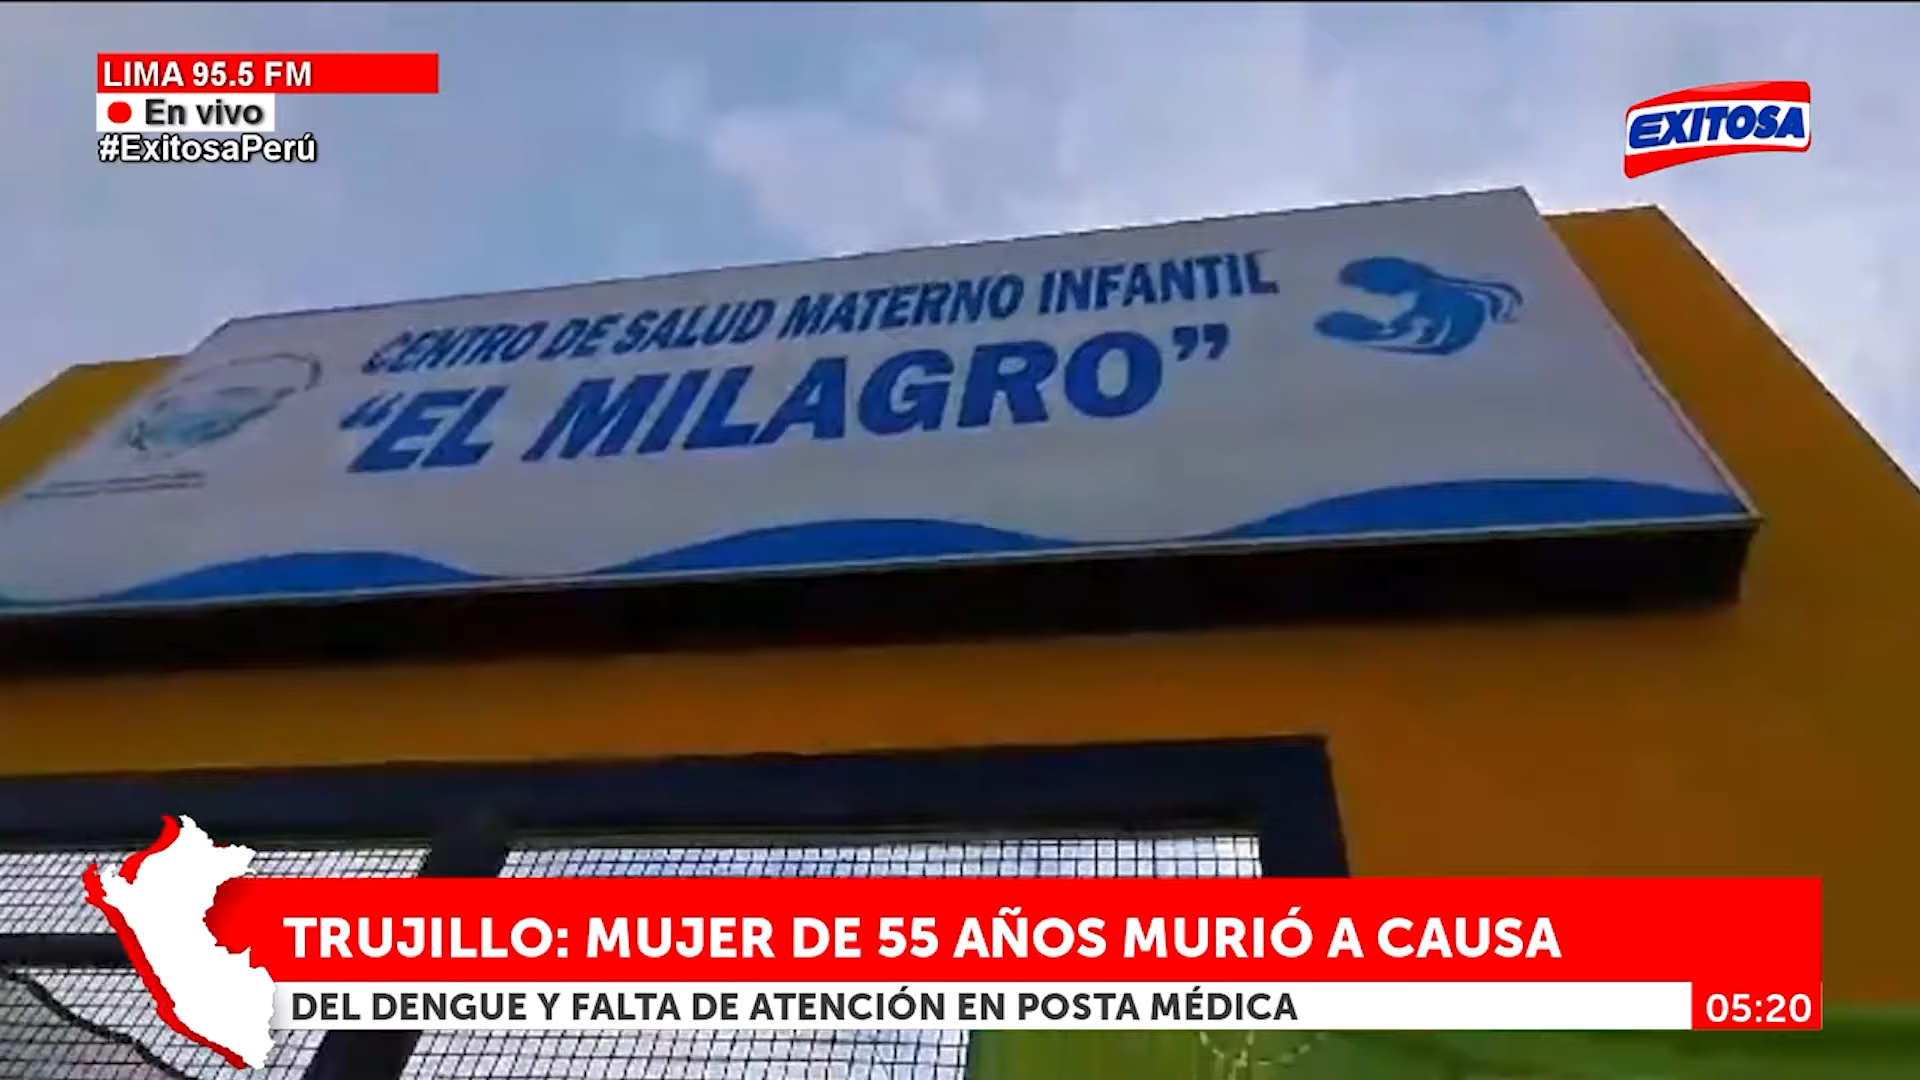 LIMA 95.5 FM
En vivo
#ExitosaPerú
EXITOSA
CENTRO DE SALUD MATERNO INFANTIL
"EL MILAGRO"
TRUJILLO: MUJER DE 55 AÑOS MURIÓ A CAUSA
DEL DENGUE Y FALTA DE ATENCIÓN EN POSTA MÉDICA
05:20